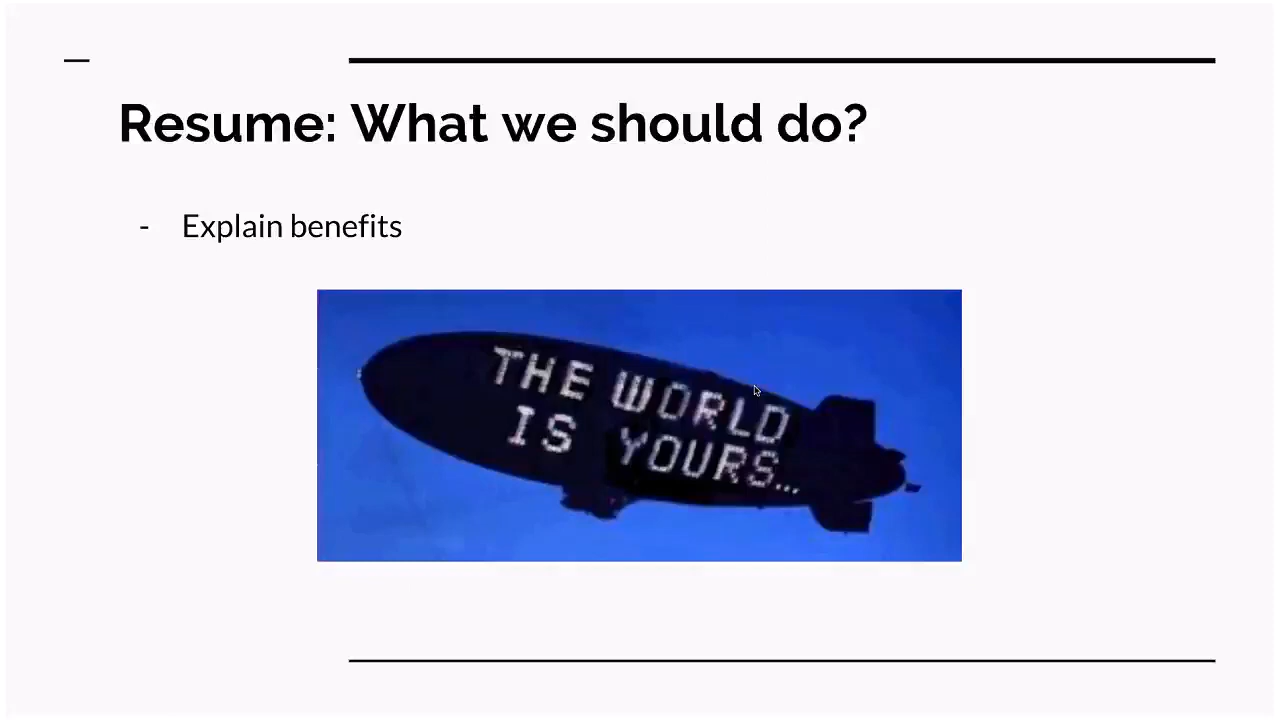 Resume: What we should do?
- Explain benefits
THE WORLD
IS YOURS...